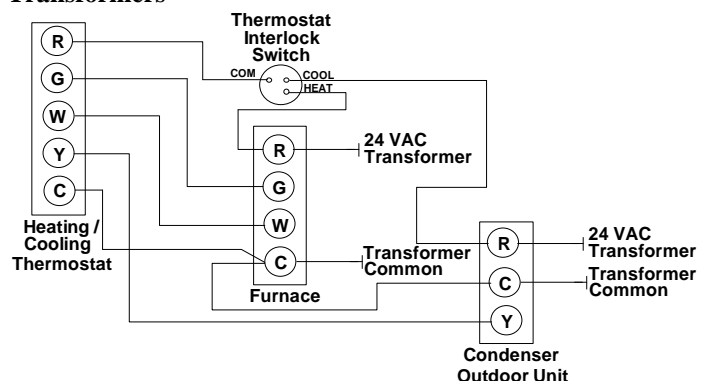 Transformers
Thermostat
Interlock
Switch
COM
COOL
HEAT
R
G
W
Y
C
Heating /
Cooling
Thermostat
R
G
W
C
Furnace
24 VAC
Transformer
Transformer
Common
R
C
Y
24 VAC
Transformer
Transformer
Common
Condenser
Outdoor Unit